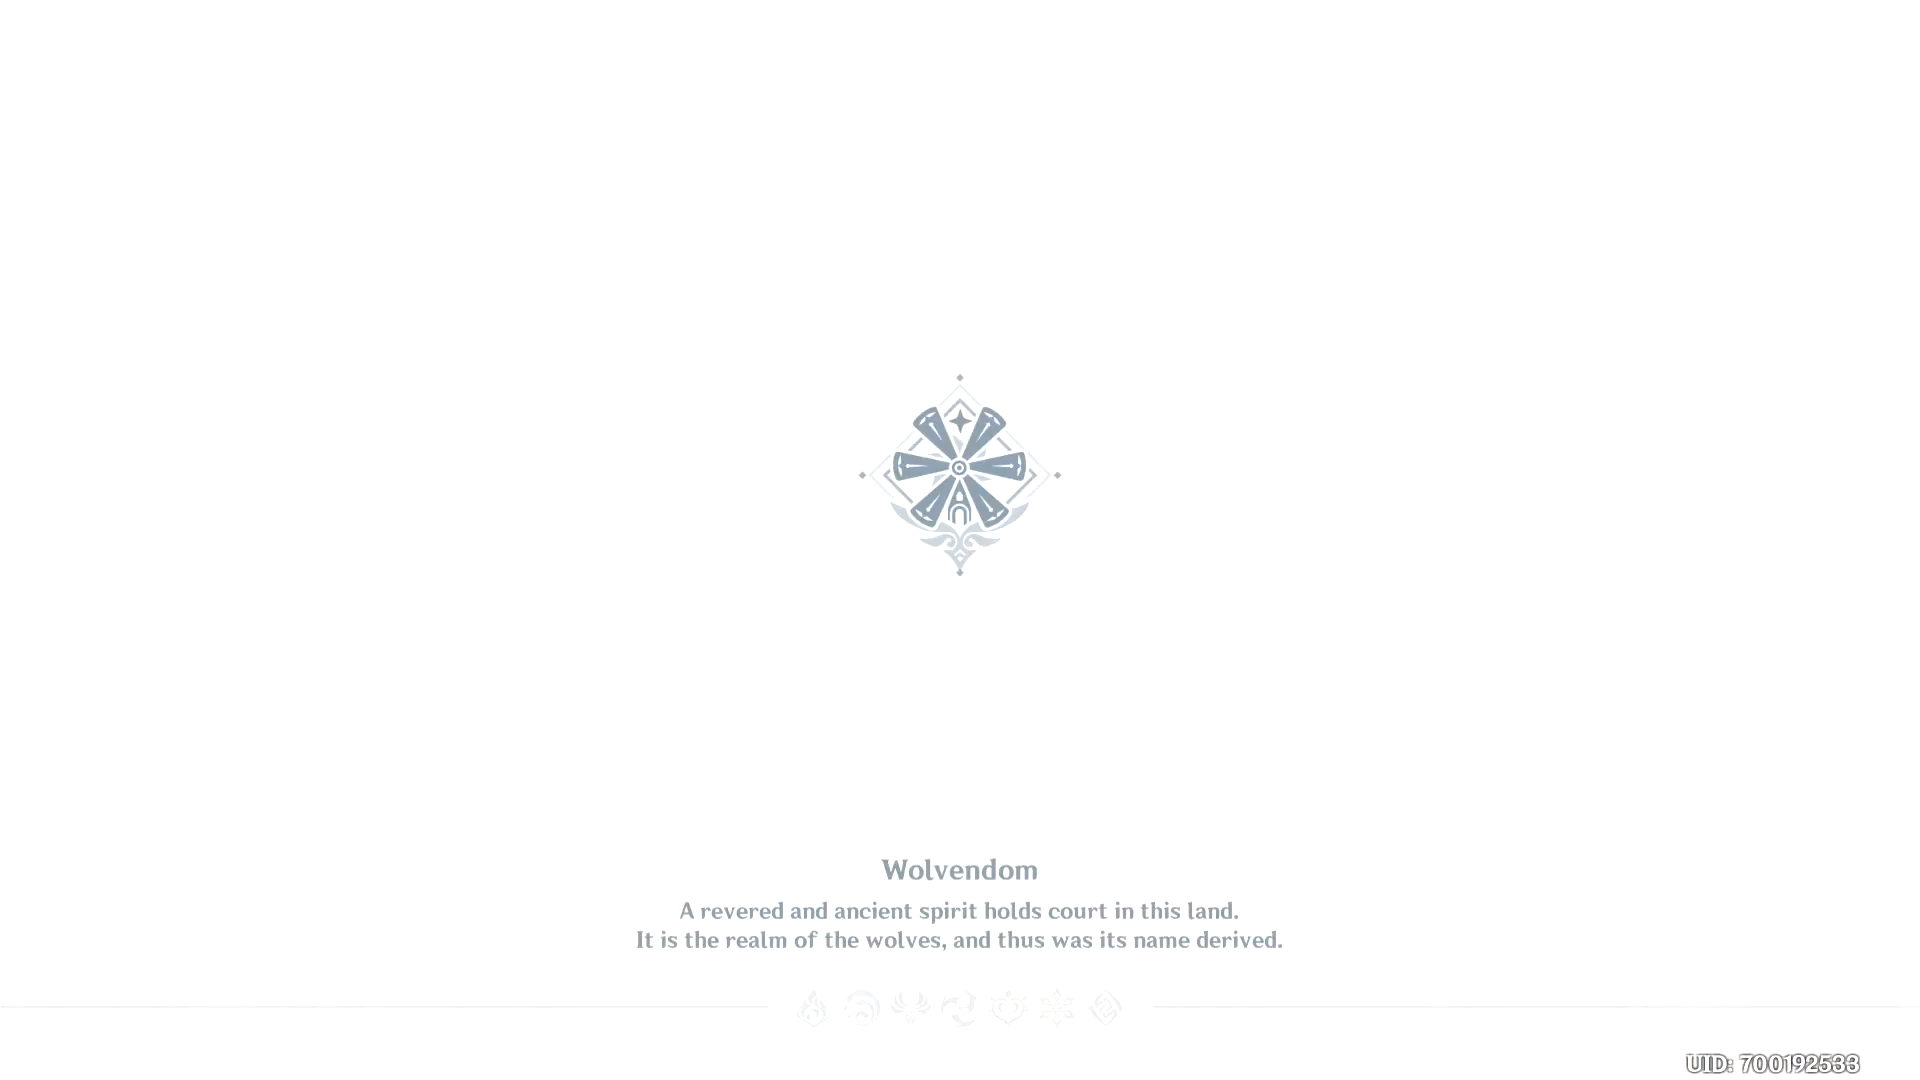 Wolvendom
A revered and ancient spirit holds court in this land.
It is the realm of the wolves, and thus was its name derived.
UID: 700192533